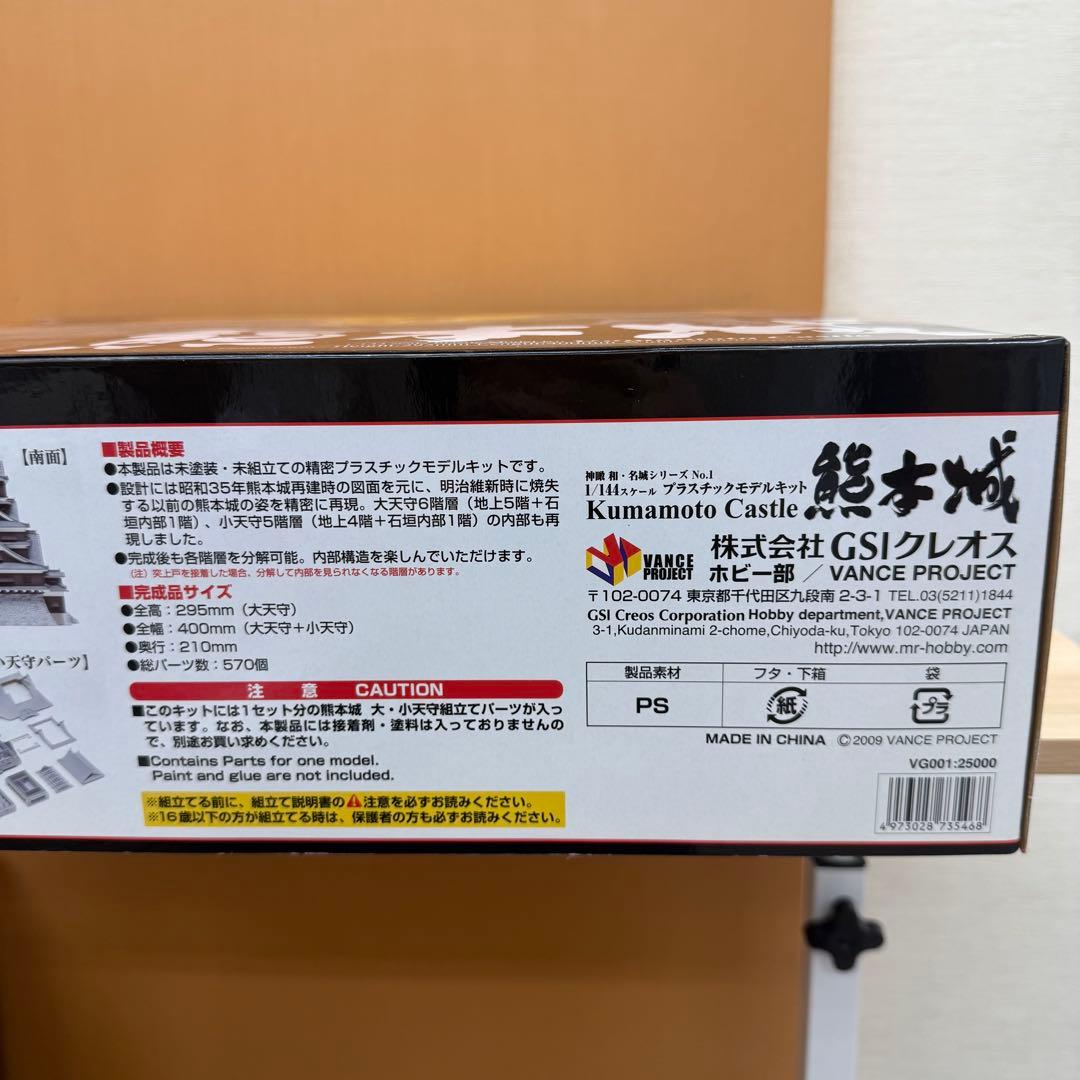 【南面】
小天守パーツ】
■製品概要
●本製品は未塗装・未組立ての精密プラスチックモデルキットです。
●設計には昭和35年熊本城再建時の図面を元に、明治維新時に焼失
する以前の熊本城の姿を精密に再現。大天守6階層（地上5階＋石
垣内部1階）、小天守5階層（地上4階＋石垣内部1階）の内部も再
現しました。
●完成後も各階層を分解可能。内部構造を楽しんでいただけます。
（注）突上戸を接着した場合、分解して内部を見られなくなる階層があります。
■完成品サイズ
●全高：295mm（大天守）
●全幅：400mm（大天守＋小天守）
●奥行：210mm
●総パーツ数：570個
注 意 CAUTION
■このキットには1セット分の熊本城 大・小天守組立てパーツが入っ
ています。なお、本製品には接着剤・塗料は入っておりませんの
で、別途お買い求めください。
■Contains Parts for one model.
Paint and glue are not included.
※組立てる前に、組立て説明書の⚠注意を必ずお読みください。
※16歳以下の方が組立てる時は、保護者の方も必ずお読みください。
和・名城シリーズ No.1
1/144スケール プラスチックモデルキット
Kumamoto Castle
熊本城
VANCE
PROJECT
株式会社GSIクレオス
ホビー部／VANCE PROJECT
〒102-0074 東京都千代田区九段南 2-3-1 TEL.03(5211)1844
GSI Creos Corporation Hobby department,VANCE PROJECT
3-1,Kudanminami 2-chome,Chiyoda-ku,Tokyo 102-0074 JAPAN
http://www.mr-hobby.com
製品素材 フタ・下箱 袋
PS 紙 プラ
MADE IN CHINA ©2009 VANCE PROJECT
VG001:25000
4 973028 735468